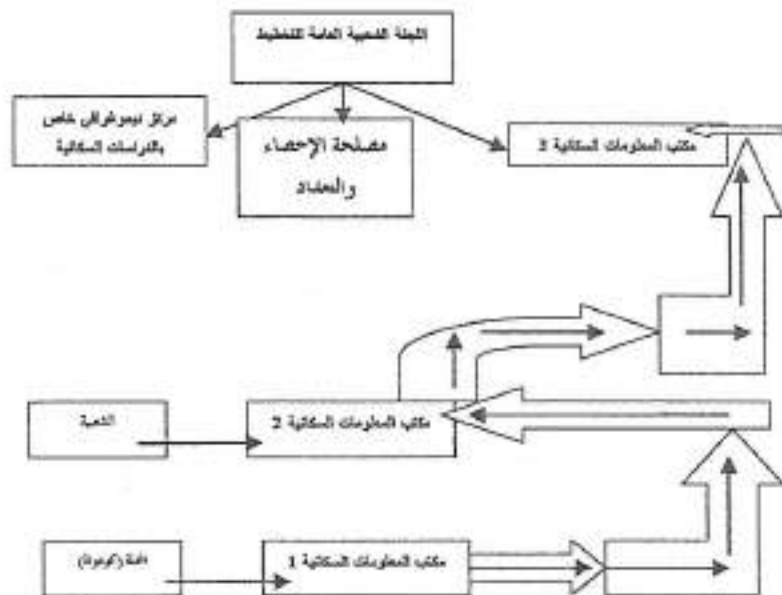 اللجنة الشعبية العامة للتخطيط
مركز ديموغرافي خاص
بالدراسات السكانية
مصلحة الإحصاء
والتعداد
مكتب المعلومات السكانية 3
الشعبية
مكتب المعلومات السكانية 2
(كومونة)
مكتب المعلومات السكانية 1